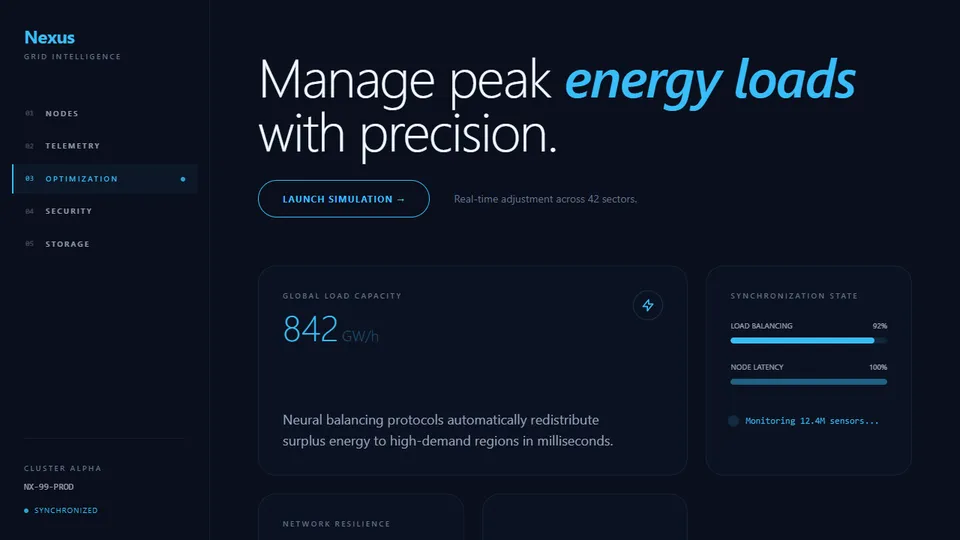 Nexus
GRID INTELLIGENCE
01 NODES
02 TELEMETRY
03 OPTIMIZATION
04 SECURITY
05 STORAGE
CLUSTER ALPHA
NX-99-PROD
SYNCHRONIZED
Manage peak energy loads
with precision.
LAUNCH SIMULATION →
Real-time adjustment across 42 sectors.
GLOBAL LOAD CAPACITY
842 GW/h
Neural balancing protocols automatically redistribute
surplus energy to high-demand regions in milliseconds.
SYNCHRONIZATION STATE
LOAD BALANCING 92%
NODE LATENCY 100%
Monitoring 12.4M sensors...
NETWORK RESILIENCE